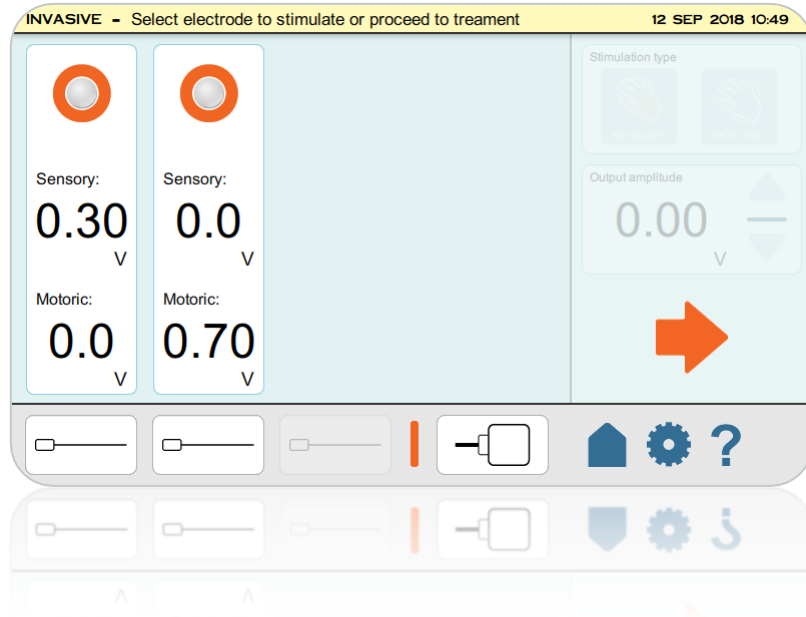 INVASIVE - Select electrode to stimulate or proceed to treament
12 SEP 2018 10:49
Sensory:
0.30
V
Motoric:
0.0
V
Sensory:
0.0
V
Motoric:
0.70
V
Stimulation type
Output amplitude
0.00
V
?